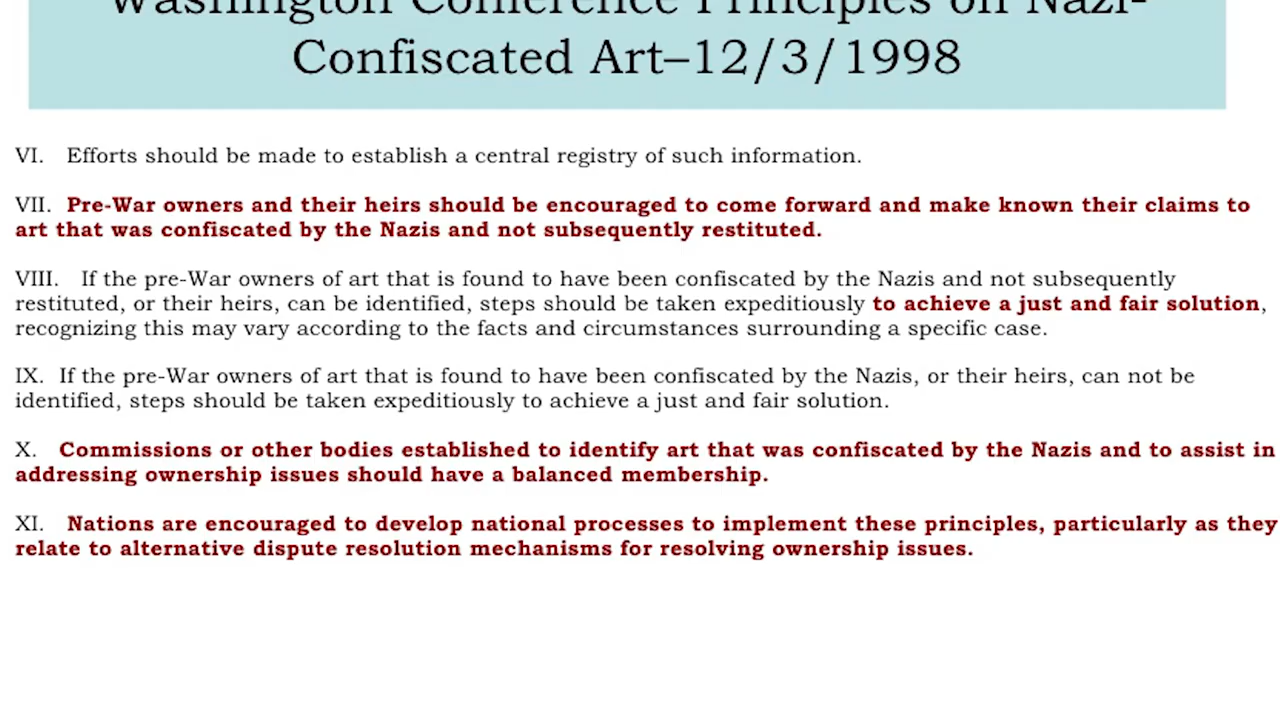 Washington Conference Principles on Nazi-
Confiscated Art–12/3/1998
VI. Efforts should be made to establish a central registry of such information.
VII. Pre-War owners and their heirs should be encouraged to come forward and make known their claims to
art that was confiscated by the Nazis and not subsequently restituted.
VIII. If the pre-War owners of art that is found to have been confiscated by the Nazis and not subsequently
restituted, or their heirs, can be identified, steps should be taken expeditiously to achieve a just and fair solution,
recognizing this may vary according to the facts and circumstances surrounding a specific case.
IX. If the pre-War owners of art that is found to have been confiscated by the Nazis, or their heirs, can not be
identified, steps should be taken expeditiously to achieve a just and fair solution.
X. Commissions or other bodies established to identify art that was confiscated by the Nazis and to assist in
addressing ownership issues should have a balanced membership.
XI. Nations are encouraged to develop national processes to implement these principles, particularly as they
relate to alternative dispute resolution mechanisms for resolving ownership issues.